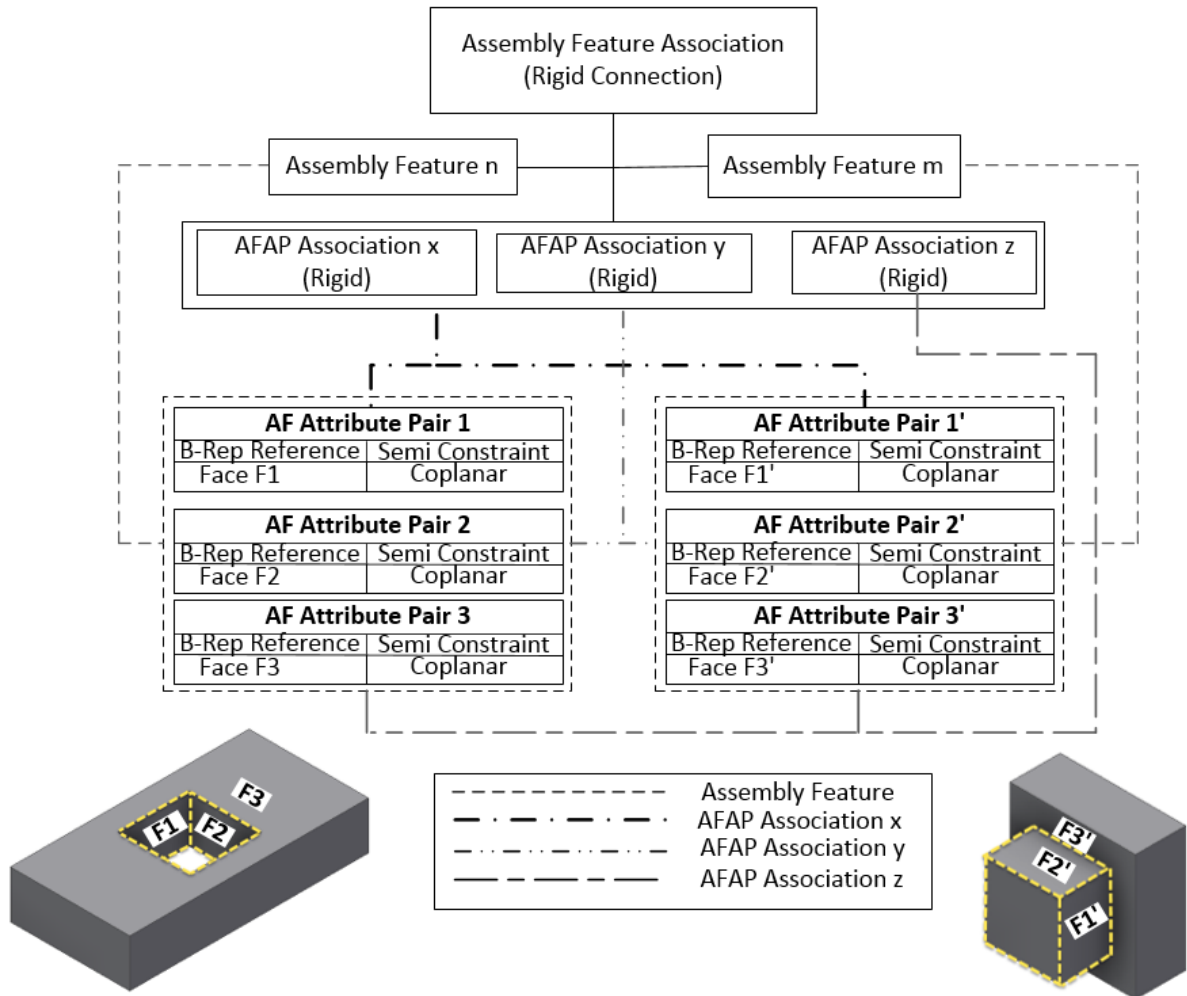 Assembly Feature Association
(Rigid Connection)
Assembly Feature n
Assembly Feature m
AFAP Association x
(Rigid)
AFAP Association y
(Rigid)
AFAP Association z
(Rigid)
AF Attribute Pair 1
B-Rep Reference Semi Constraint
Face F1 Coplanar
AF Attribute Pair 2
B-Rep Reference Semi Constraint
Face F2 Coplanar
AF Attribute Pair 3
B-Rep Reference Semi Constraint
Face F3 Coplanar
AF Attribute Pair 1'
B-Rep Reference Semi Constraint
Face F1' Coplanar
AF Attribute Pair 2'
B-Rep Reference Semi Constraint
Face F2' Coplanar
AF Attribute Pair 3'
B-Rep Reference Semi Constraint
Face F3' Coplanar
F3
F1
F2
Assembly Feature
AFAP Association x
AFAP Association y
AFAP Association z
F3'
F2'
F1'